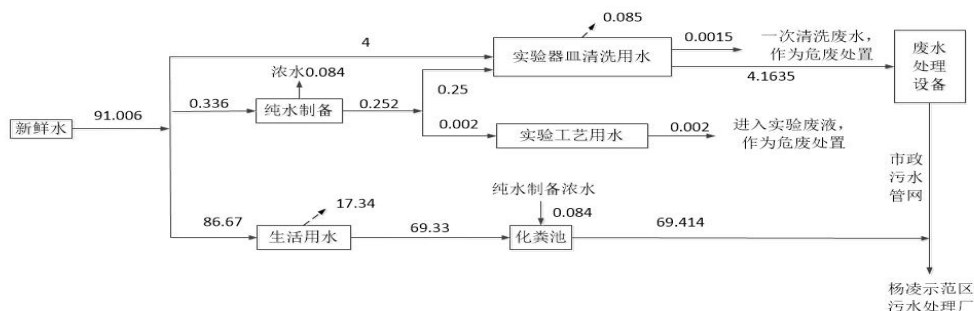 0.085
4
0.0015
一次清洗废水，
作为危废处置
实验器皿清洗用水
4.1635
废水
处理
设备
浓水0.084
0.25
0.336
纯水制备
0.252
91.006
新鲜水
0.002
实验工艺用水
0.002
进入实验废液，
作为危废处置
市政
污水
管网
纯水制备浓水
17.34
0.084
86.67
生活用水
69.33
化粪池
69.414
杨凌示范区
污水处理厂